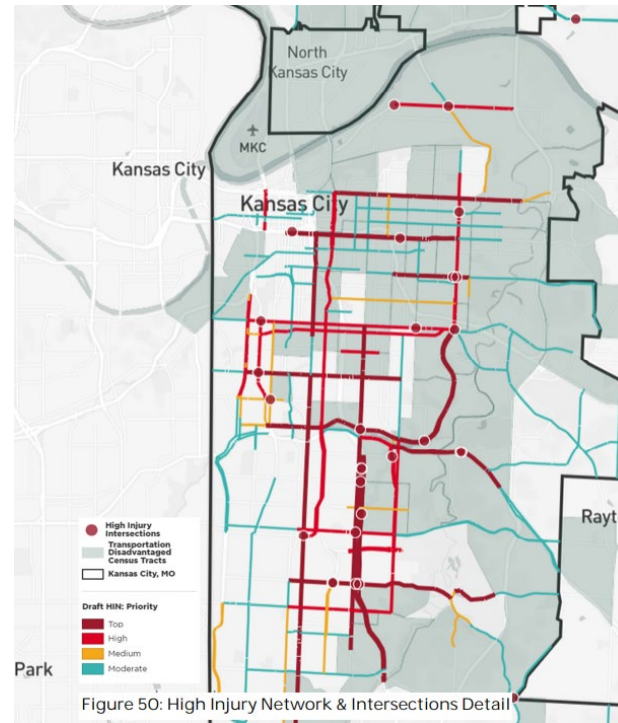 North
Kansas City
MKC
Kansas City
Kansas City
Rayt
High Injury
Intersections
Transportation
Disadvantaged
Census Tracts
Kansas City, MO
Draft HIN: Priority
Top
High
Medium
Moderate
Park
Figure 50: High Injury Network & Intersections Detail